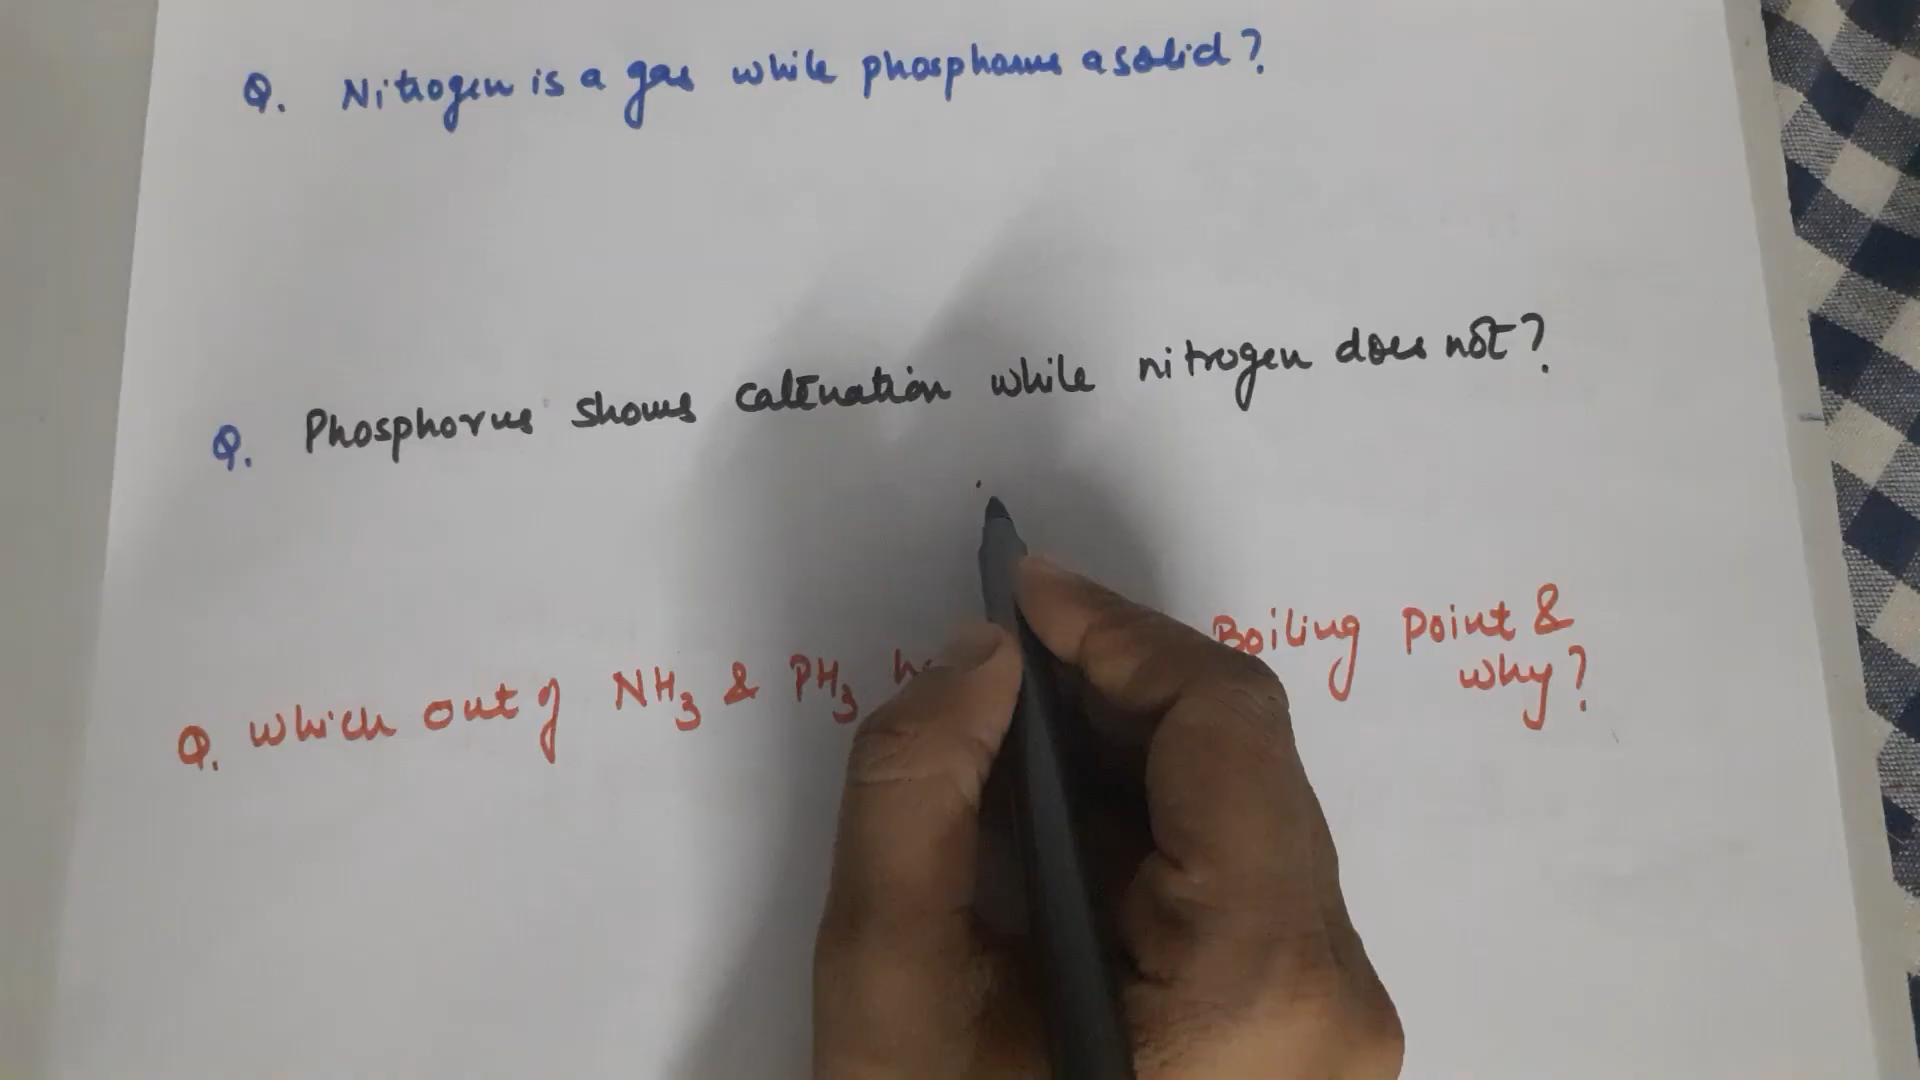 Q. Nitrogen is a gas while phosphorus a solid?
Q. Phosphorus shows catenation while nitrogen does not?
Q. Which out of NH3 & PH3 Boiling point &
why?